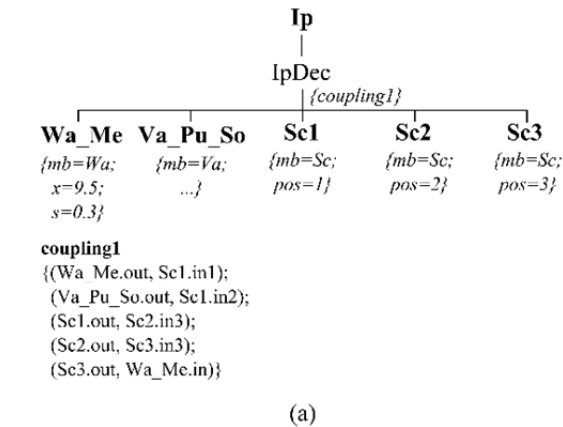 Ip
IpDec
{coupling1}
Wa_Me Va_Pu_So Sc1 Sc2 Sc3
{mb=Wa; {mb=Va; {mb=Sc; {mb=Sc; {mb=Sc;
x=9.5; ...} pos=1} pos=2} pos=3}
s=0.3}
coupling1
{(Wa_Me.out, Sc1.in1);
(Va_Pu_So.out, Sc1.in2);
(Sc1.out, Sc2.in3);
(Sc2.out, Sc3.in3);
(Sc3.out, Wa_Me.in)}
(a)